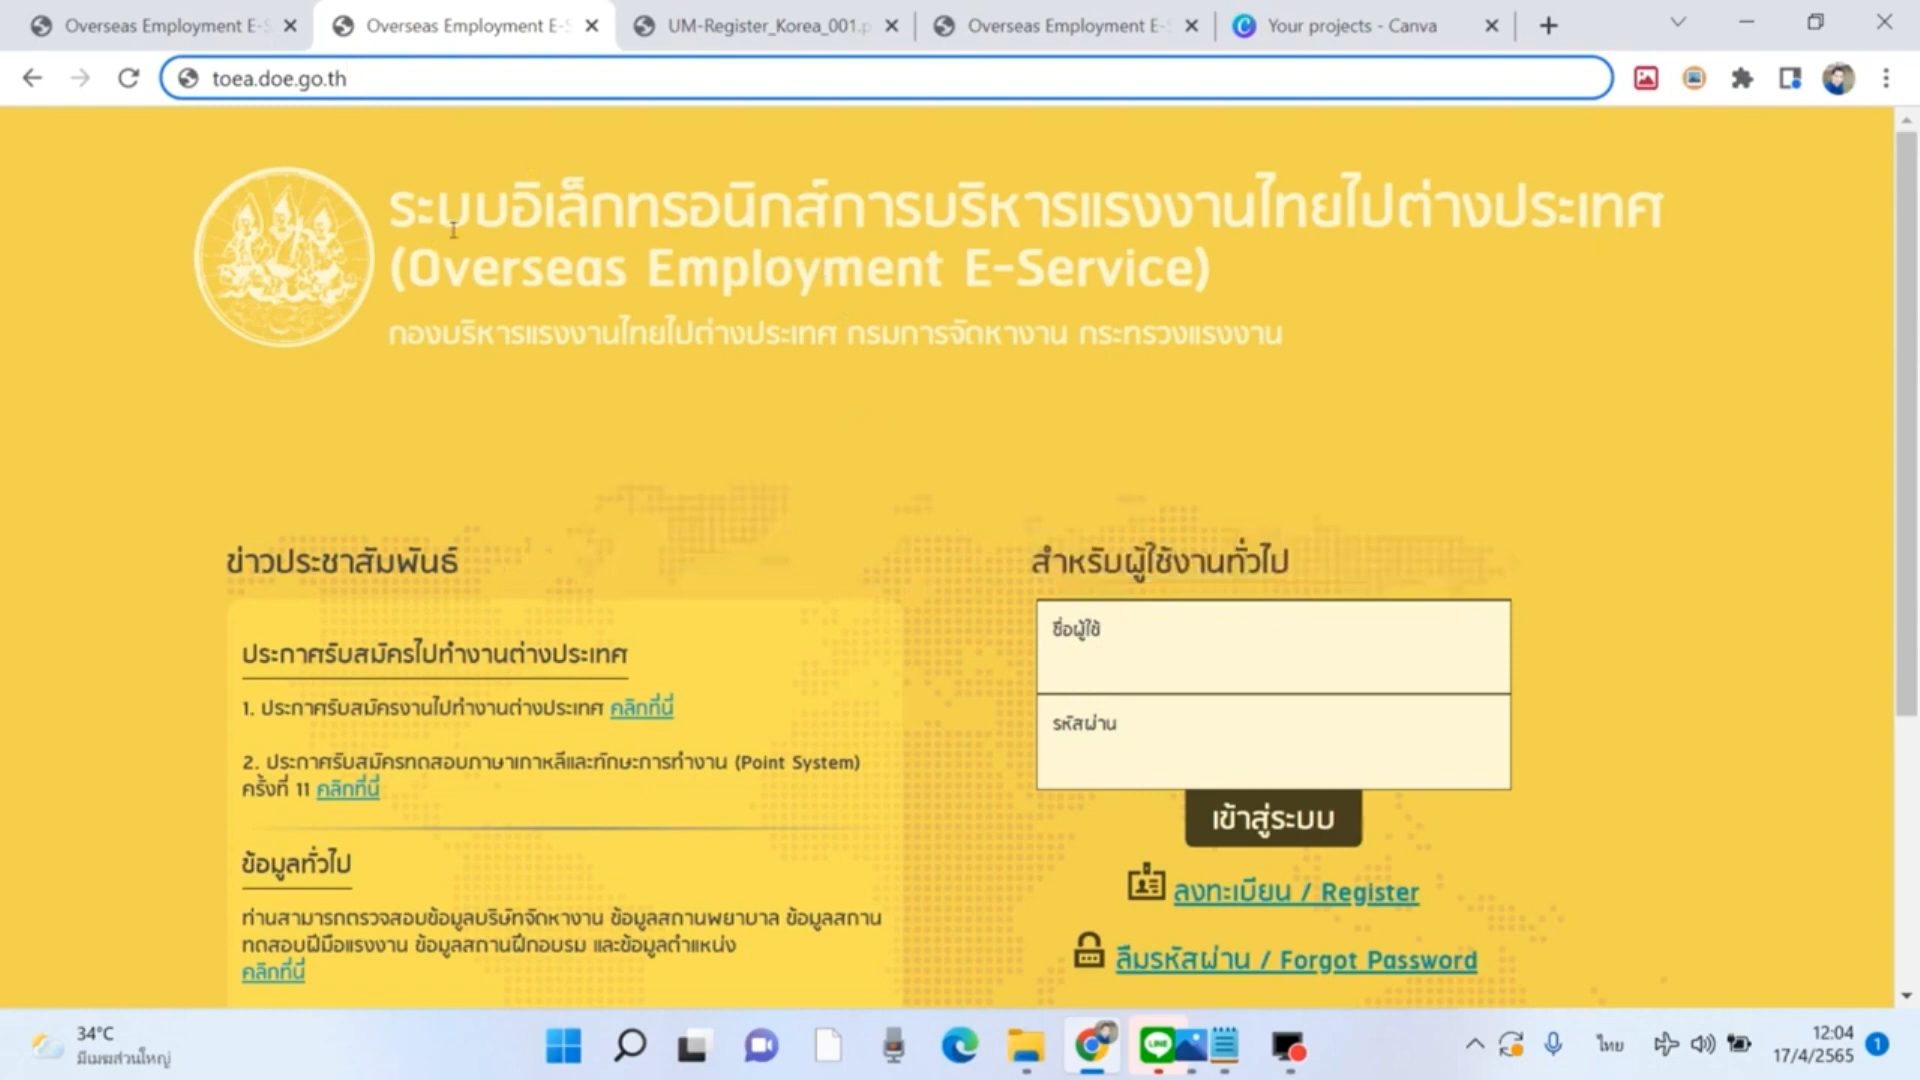 Overseas Employment E-S
Overseas Employment E-S
UM-Register_Korea_001.p
Overseas Employment E-S
Your projects - Canva
toea.doe.go.th
ระบบอิเล็กทรอนิกส์การบริหารแรงงานไทยไปต่างประเทศ
(Overseas Employment E-Service)
กองบริหารแรงงานไทยไปต่างประเทศ กรมการจัดหางาน กระทรวงแรงงาน
ข่าวประชาสัมพันธ์
ประกาศรับสมัครไปทำงานต่างประเทศ
1. ประกาศรับสมัครงานไปทำงานต่างประเทศ คลิกที่นี่
2. ประกาศรับสมัครทดสอบภาษาเกาหลีและทักษะการทำงาน (Point System)
ครั้งที่ 11 คลิกที่นี่
ข้อมูลทั่วไป
ท่านสามารถตรวจสอบข้อมูลบริษัทจัดหางาน ข้อมูลสถานพยาบาล ข้อมูลสถาน
ทดสอบฝีมือแรงงาน ข้อมูลสถานฝึกอบรม และข้อมูลตำแหน่ง
คลิกที่นี่
สำหรับผู้ใช้งานทั่วไป
ชื่อผู้ใช้
รหัสผ่าน
เข้าสู่ระบบ
ลงทะเบียน / Register
ลืมรหัสผ่าน / Forgot Password
34°C
มีเมฆส่วนใหญ่
LINE
ไทย
12:04
17/4/2565
1